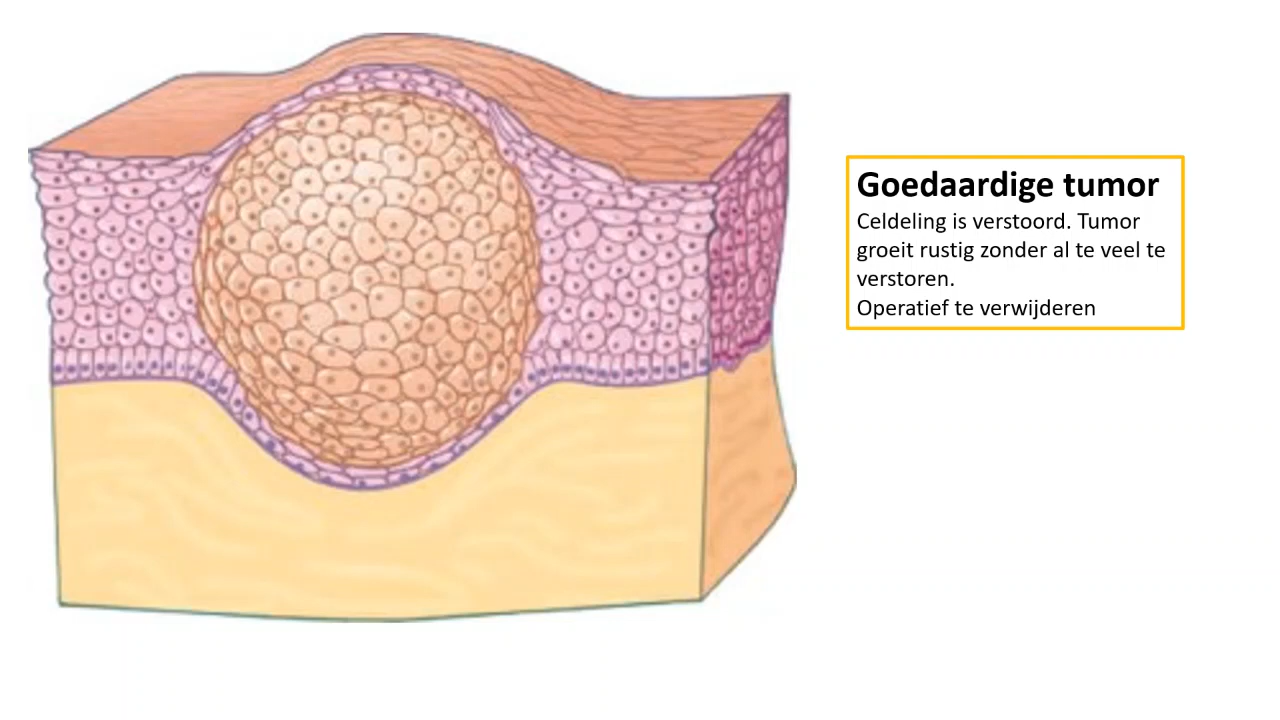 Goedaardige tumor
Celdeling is verstoord. Tumor
groeit rustig zonder al te veel te
verstoren.
Operatief te verwijderen